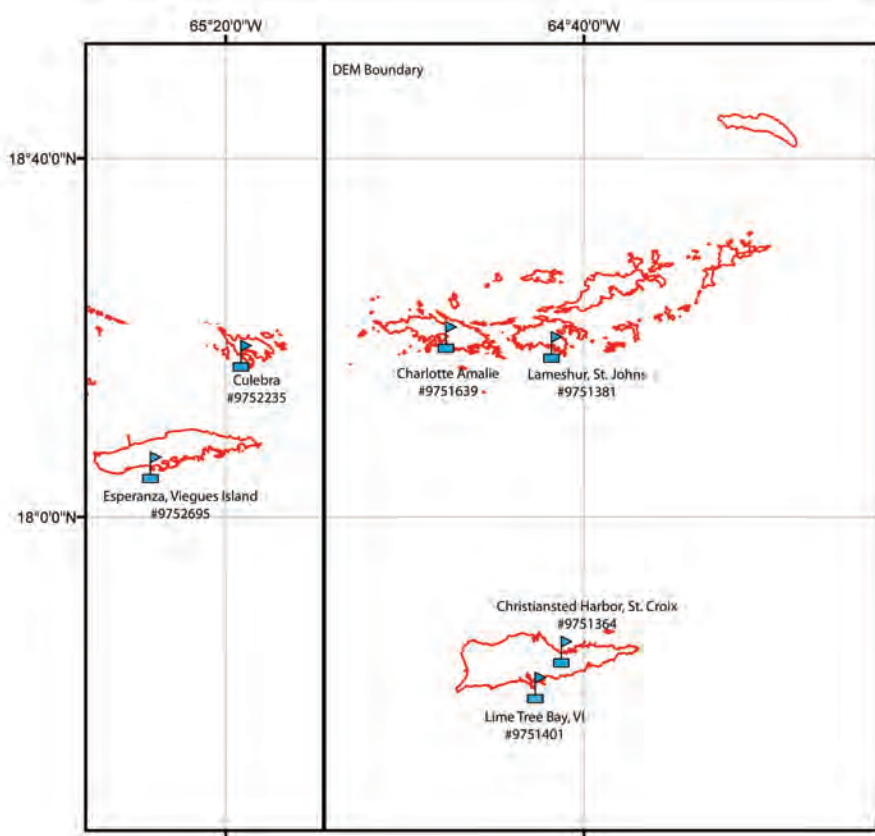 65°20'0"W
64°40'0"W
DEM Boundary
18°40'0"N
Culebra
#9752235
Charlotte Amalie
#9751639
Lameshur, St. Johns
#9751381
Esperanza, Viegues Island
#9752695
18°0'0"N
Christiansted Harbor, St. Croix
#9751364
Lime Tree Bay, VI
#9751401